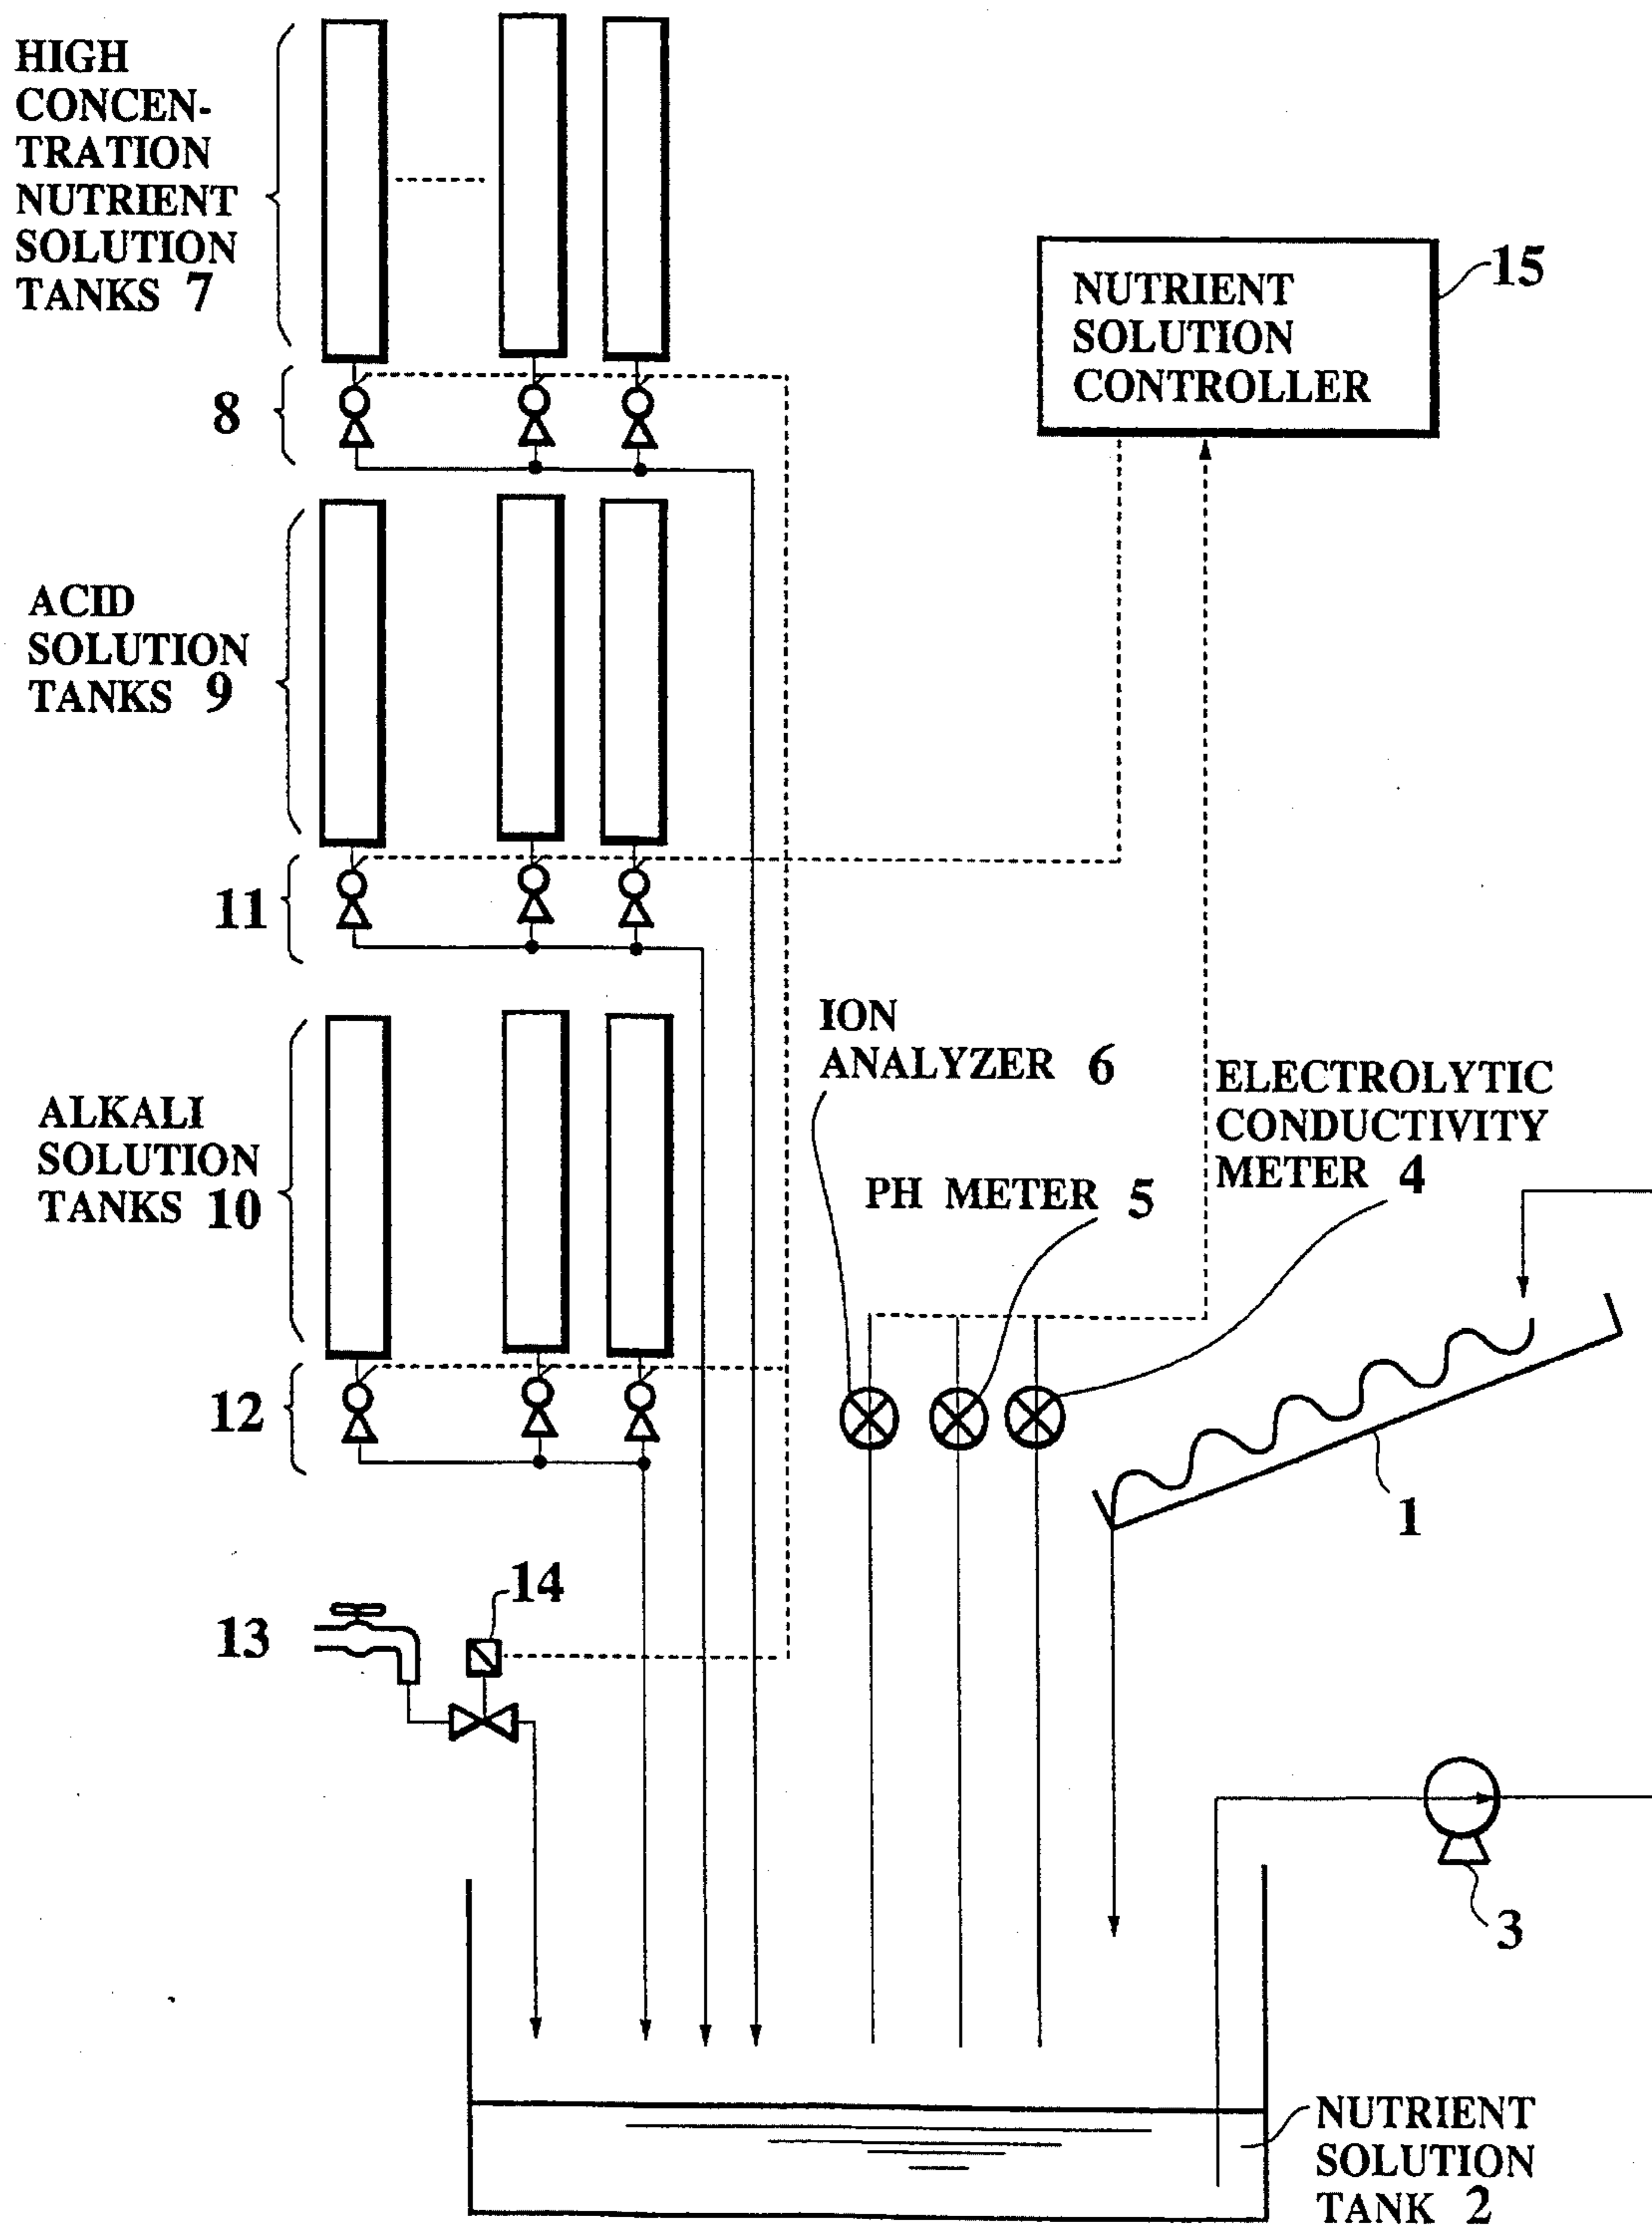 HIGH
CONCEN-
TRATION
NUTRIENT
SOLUTION
TANKS 7
8
NUTRIENT
SOLUTION
CONTROLLER
15
ACID
SOLUTION
TANKS 9
11
ION
ANALYZER 6
ELECTROLYTIC
CONDUCTIVITY
METER 4
PH METER 5
ALKALI
SOLUTION
TANKS 10
12
1
14
13
3
NUTRIENT
SOLUTION
TANK 2